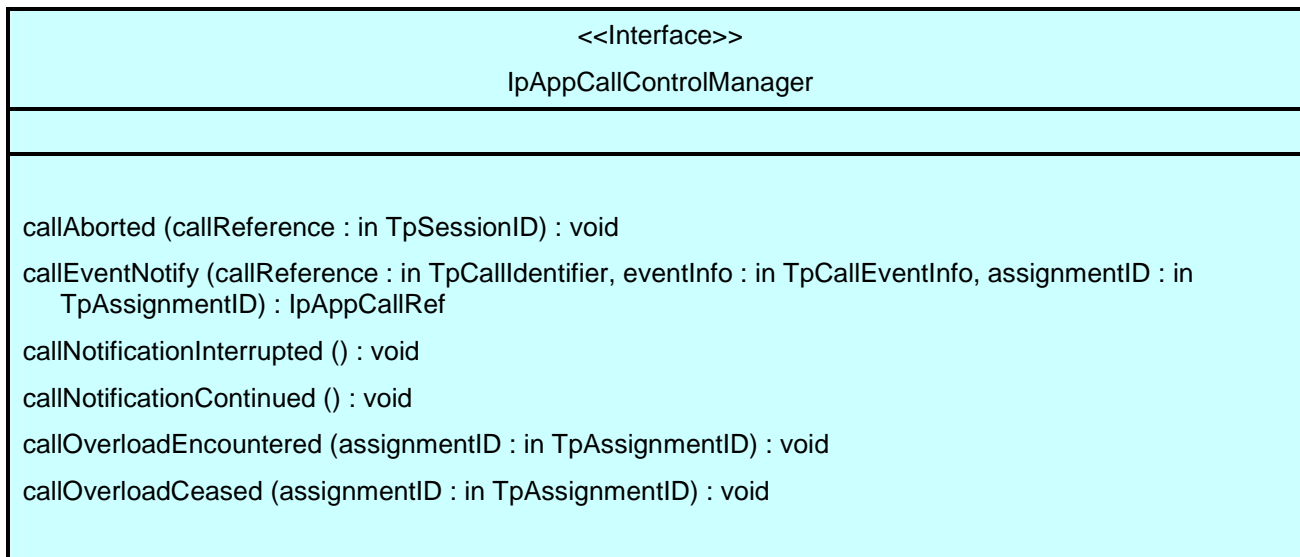 <<Interface>>
IpAppCallControlManager
callAborted (callReference : in TpSessionID) : void
callEventNotify (callReference : in TpCallIdentifier, eventInfo : in TpCallEventInfo, assignmentID : in
TpAssignmentID) : IpAppCallRef
callNotificationInterrupted () : void
callNotificationContinued () : void
callOverloadEncountered (assignmentID : in TpAssignmentID) : void
callOverloadCeased (assignmentID : in TpAssignmentID) : void